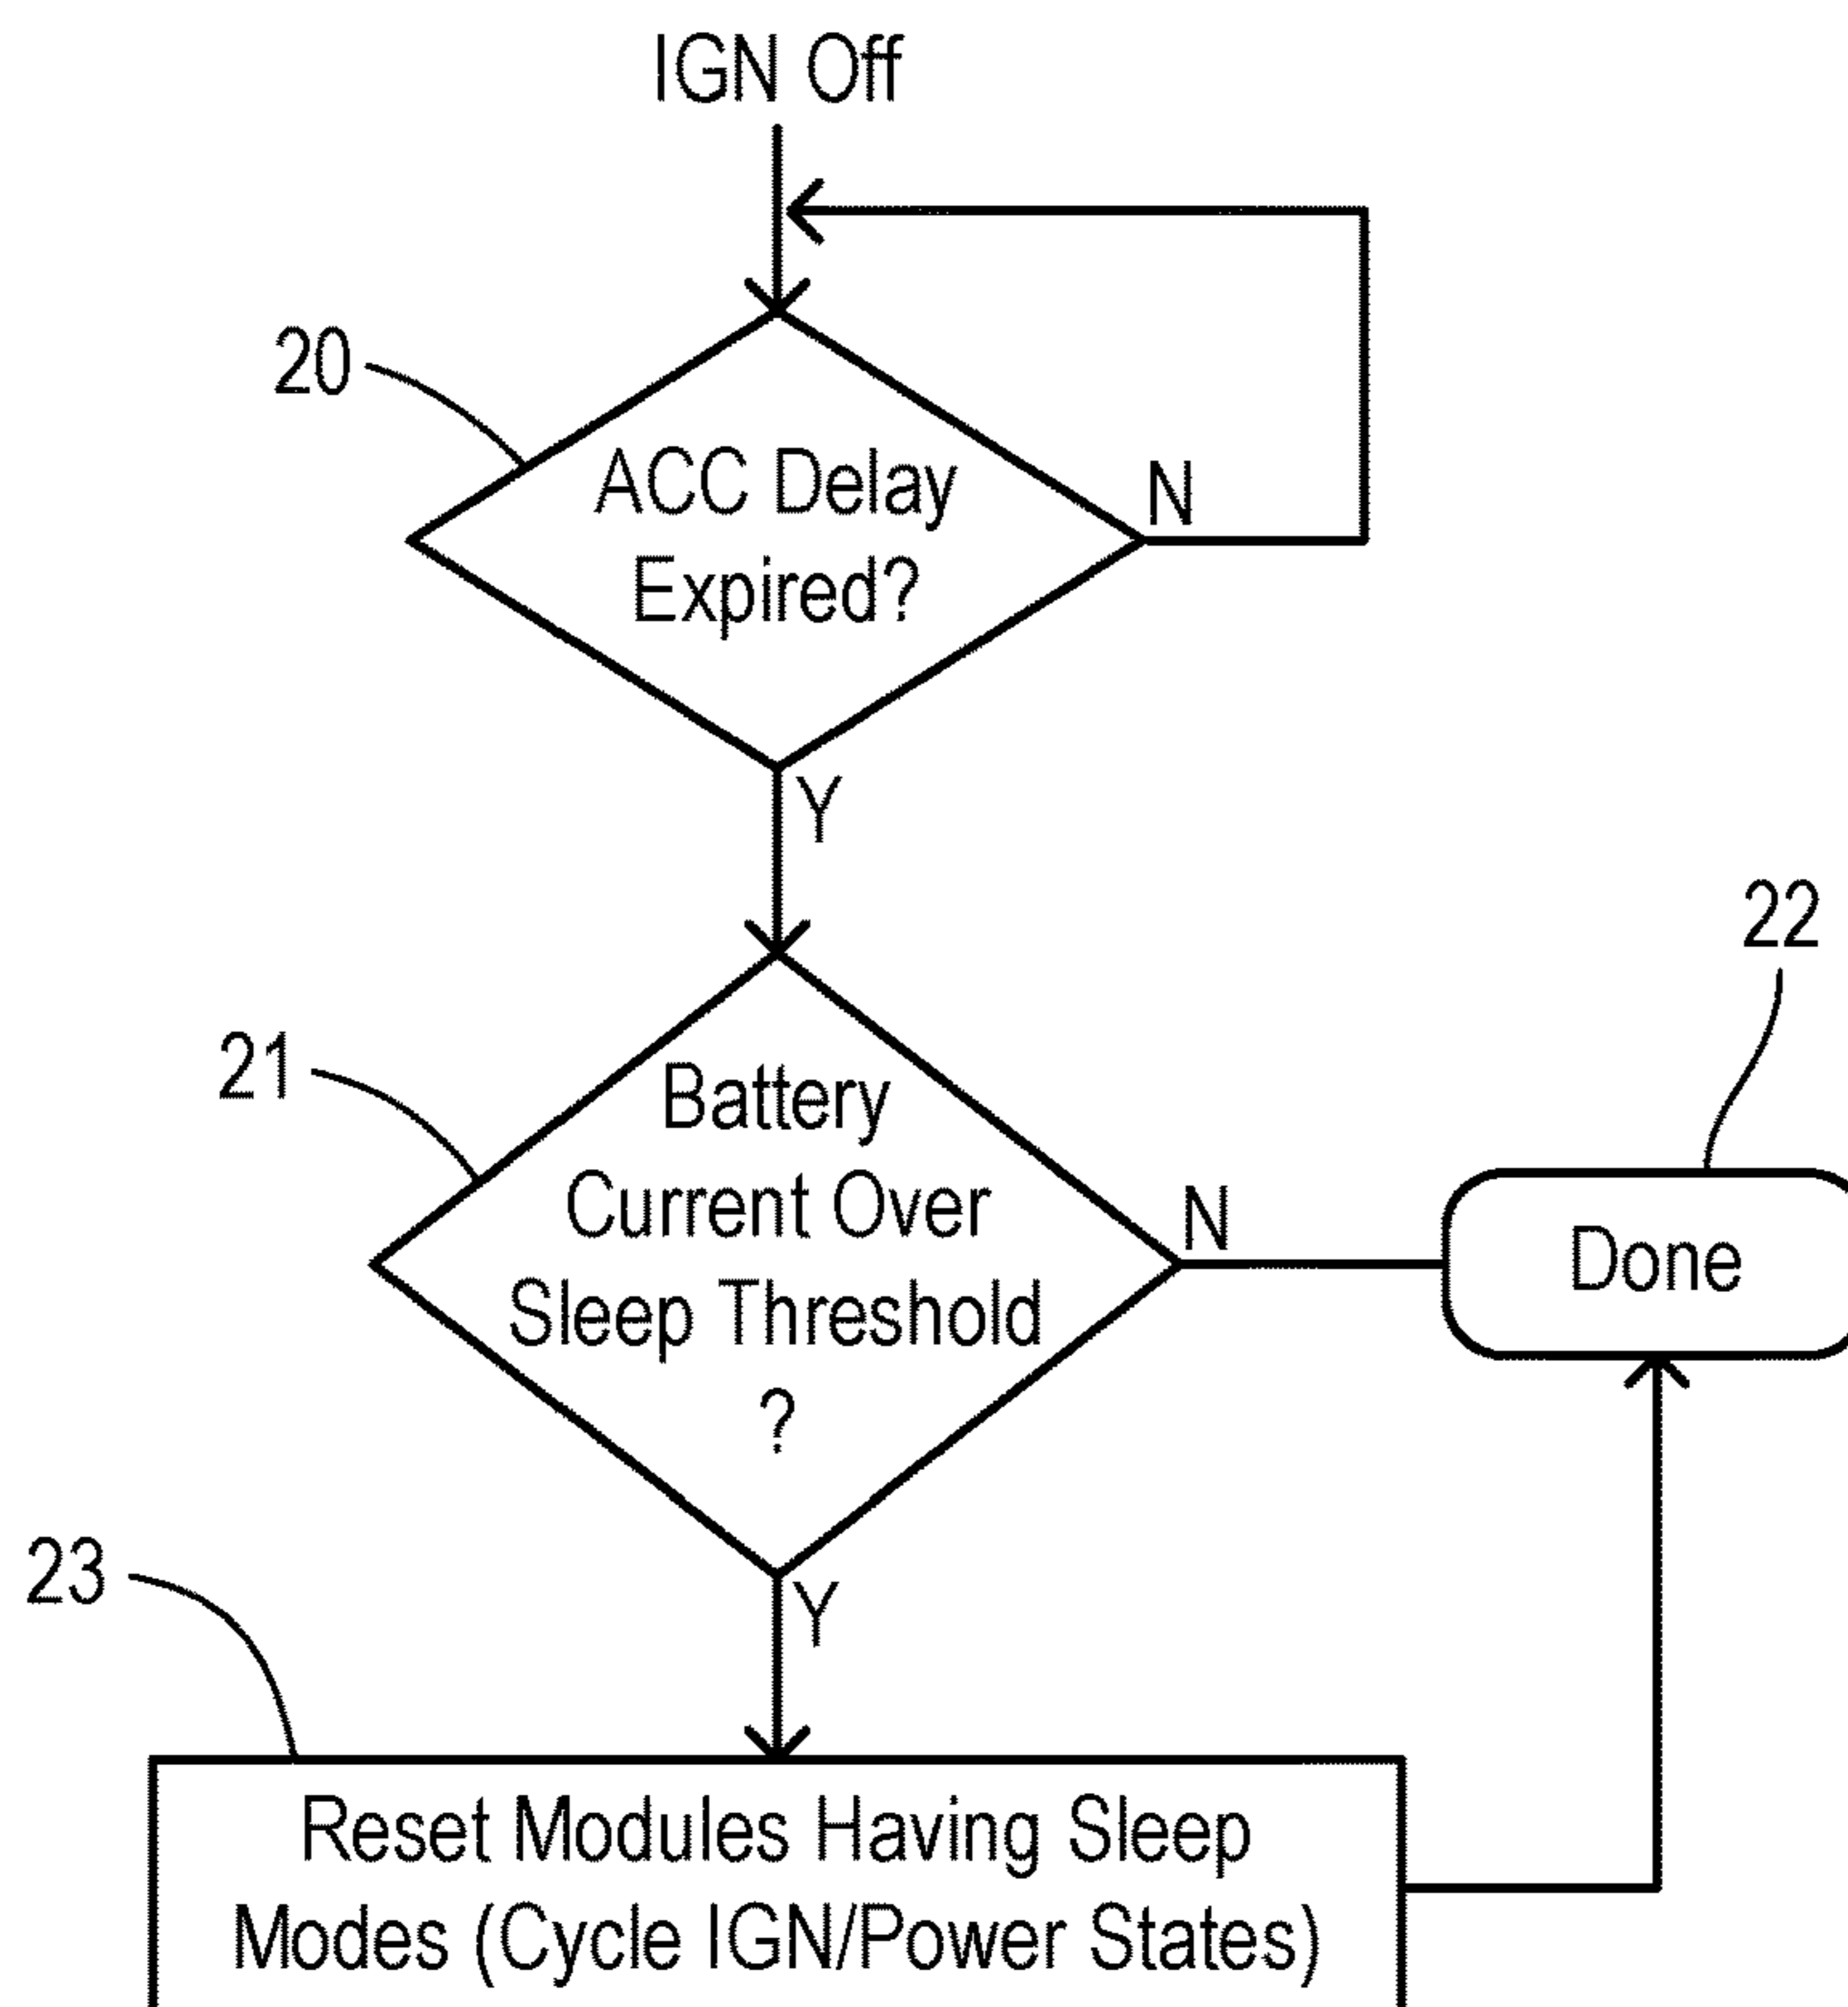 IGN Off
20
ACC Delay
Expired?
N
Y
22
21
Battery
Current Over
Sleep Threshold
?
N
Done
Y
23
Reset Modules Having Sleep
Modes (Cycle IGN/Power States)